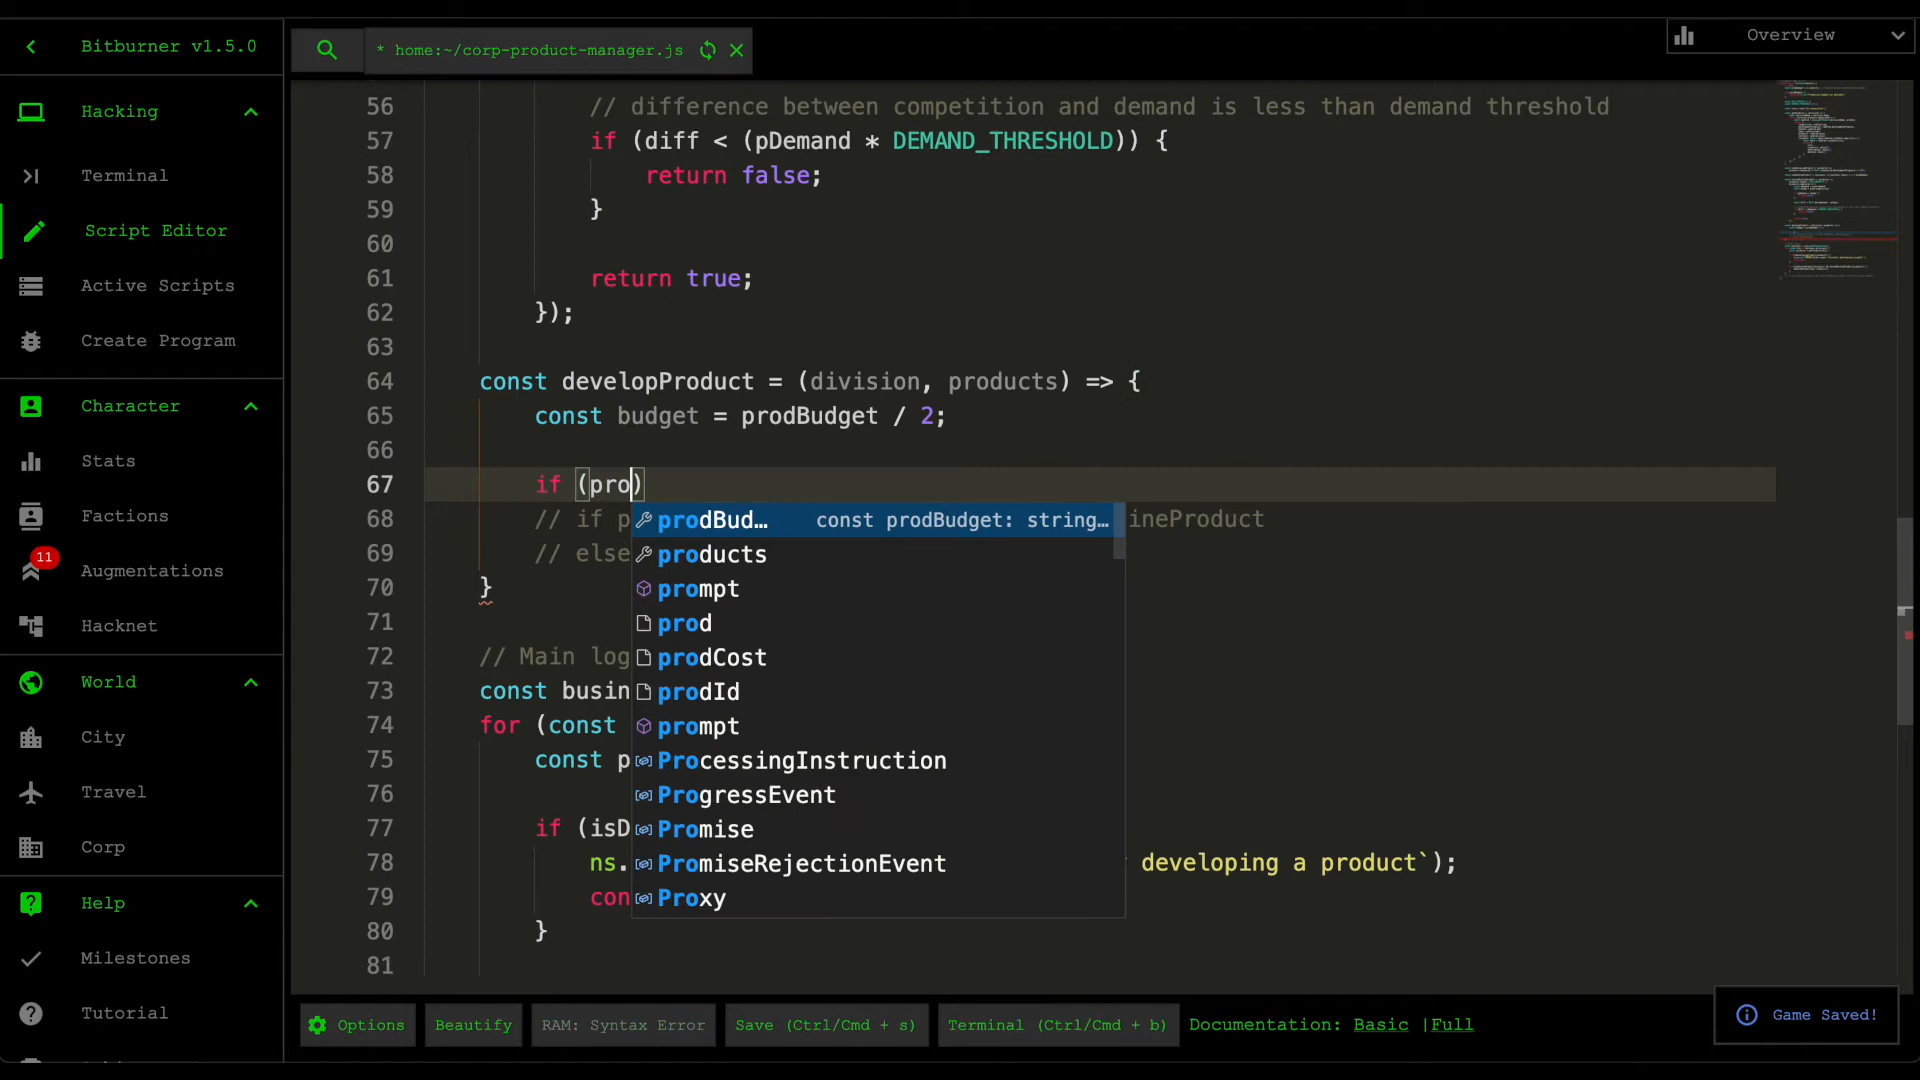 Bitburner v1.5.0
* home:~/corp-product-manager.js
Overview
Hacking
Terminal
Script Editor
Active Scripts
Create Program
Character
Stats
Factions
11
Augmentations
Hacknet
World
City
Travel
Corp
Help
Milestones
Tutorial
56 // difference between competition and demand is less than demand threshold
57 if (diff < (pDemand * DEMAND_THRESHOLD)) {
58 return false;
59 }
60
61 return true;
62 });
63
64 const developProduct = (division, products) => {
65 const budget = prodBudget / 2;
66
67 if (pro)
68 // if p ineProduct
69 // else
70 }
71
72 // Main log
73 const busin
74 for (const
75 const p
76
77 if (isD
78 ns. developing a product`);
79 con
80 }
81
prodBud… const prodBudget: string…
products
prompt
prod
prodCost
prodId
prompt
ProcessingInstruction
ProgressEvent
Promise
PromiseRejectionEvent
Proxy
Options
Beautify
RAM: Syntax Error
Save (Ctrl/Cmd + s)
Terminal (Ctrl/Cmd + b)
Documentation: Basic |Full
Game Saved!